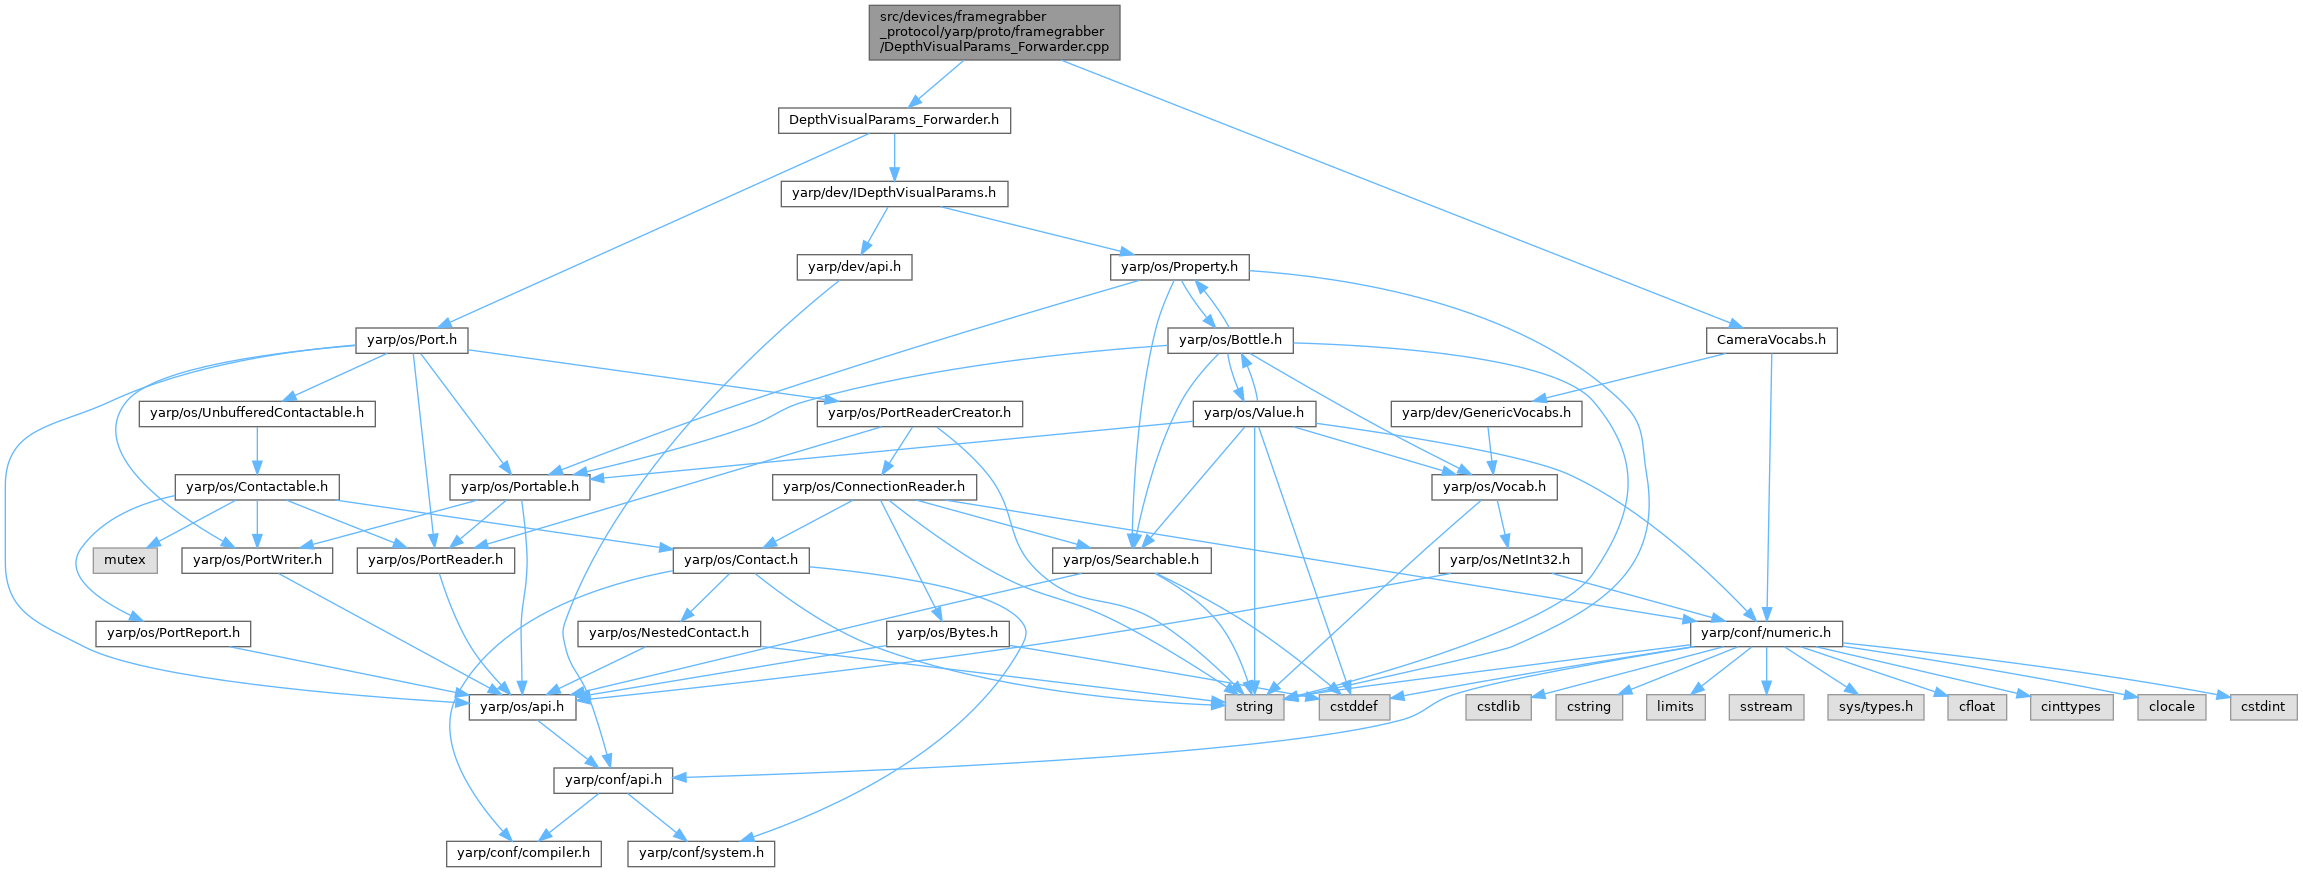 src/devices/framegrabber
_protocol/yarp/proto/framegrabber
/DepthVisualParams_Forwarder.cpp
DepthVisualParams_Forwarder.h
yarp/dev/IDepthVisualParams.h
yarp/dev/api.h
yarp/os/Property.h
yarp/os/Port.h
yarp/os/Bottle.h
CameraVocabs.h
yarp/os/UnbufferedContactable.h
yarp/os/PortReaderCreator.h
yarp/os/Value.h
yarp/dev/GenericVocabs.h
yarp/os/Contactable.h
yarp/os/Portable.h
yarp/os/ConnectionReader.h
yarp/os/Vocab.h
mutex
yarp/os/PortWriter.h
yarp/os/PortReader.h
yarp/os/Contact.h
yarp/os/Searchable.h
yarp/os/NetInt32.h
yarp/os/PortReport.h
yarp/os/NestedContact.h
yarp/os/Bytes.h
yarp/conf/numeric.h
yarp/os/api.h
string
cstddef
cstdlib
cstring
limits
sstream
sys/types.h
cfloat
cinttypes
clocale
cstdint
yarp/conf/api.h
yarp/conf/compiler.h
yarp/conf/system.h